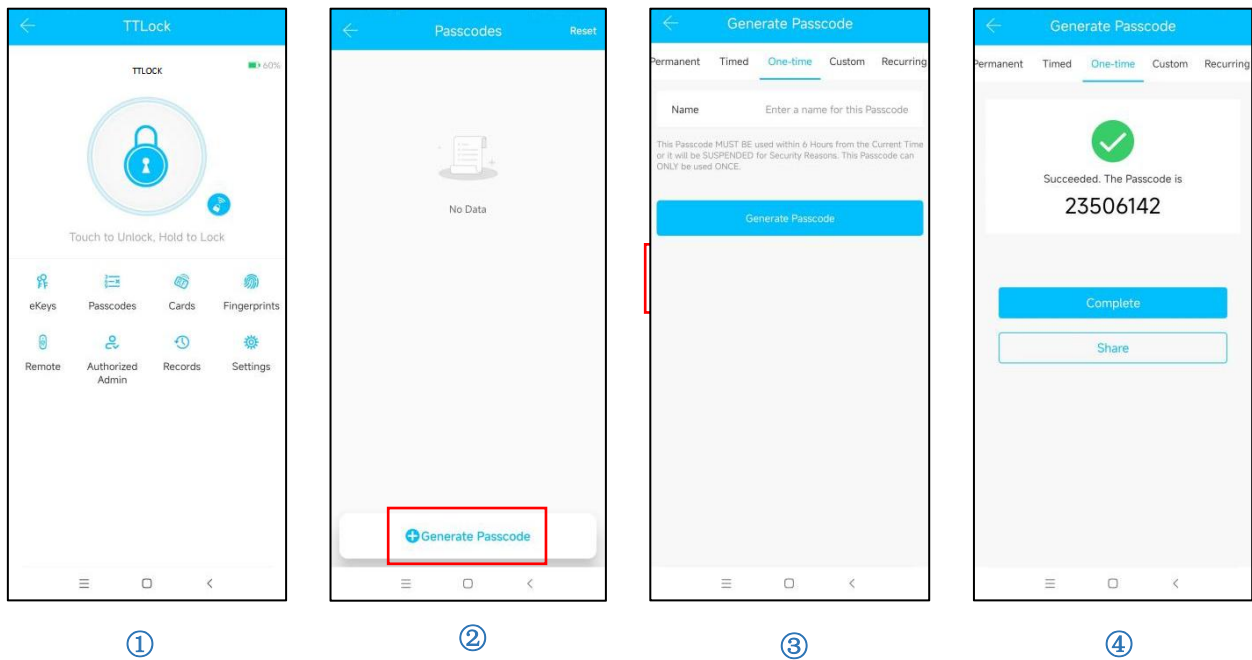 TTLock
TTLOCK
60%
Touch to Unlock, Hold to Lock
eKeys Passcodes Cards Fingerprints
Remote Authorized Admin Records Settings
①
Passcodes Reset
No Data
Generate Passcode
②
Generate Passcode
Permanent Timed One-time Custom Recurring
Name Enter a name for this Passcode
This Passcode MUST BE used within 6 Hours from the Current Time
or it will be SUSPENDED for Security Reasons. This Passcode can
ONLY be used ONCE.
Generate Passcode
③
Generate Passcode
Permanent Timed One-time Custom Recurring
Succeeded. The Passcode is
23506142
Complete
Share
④